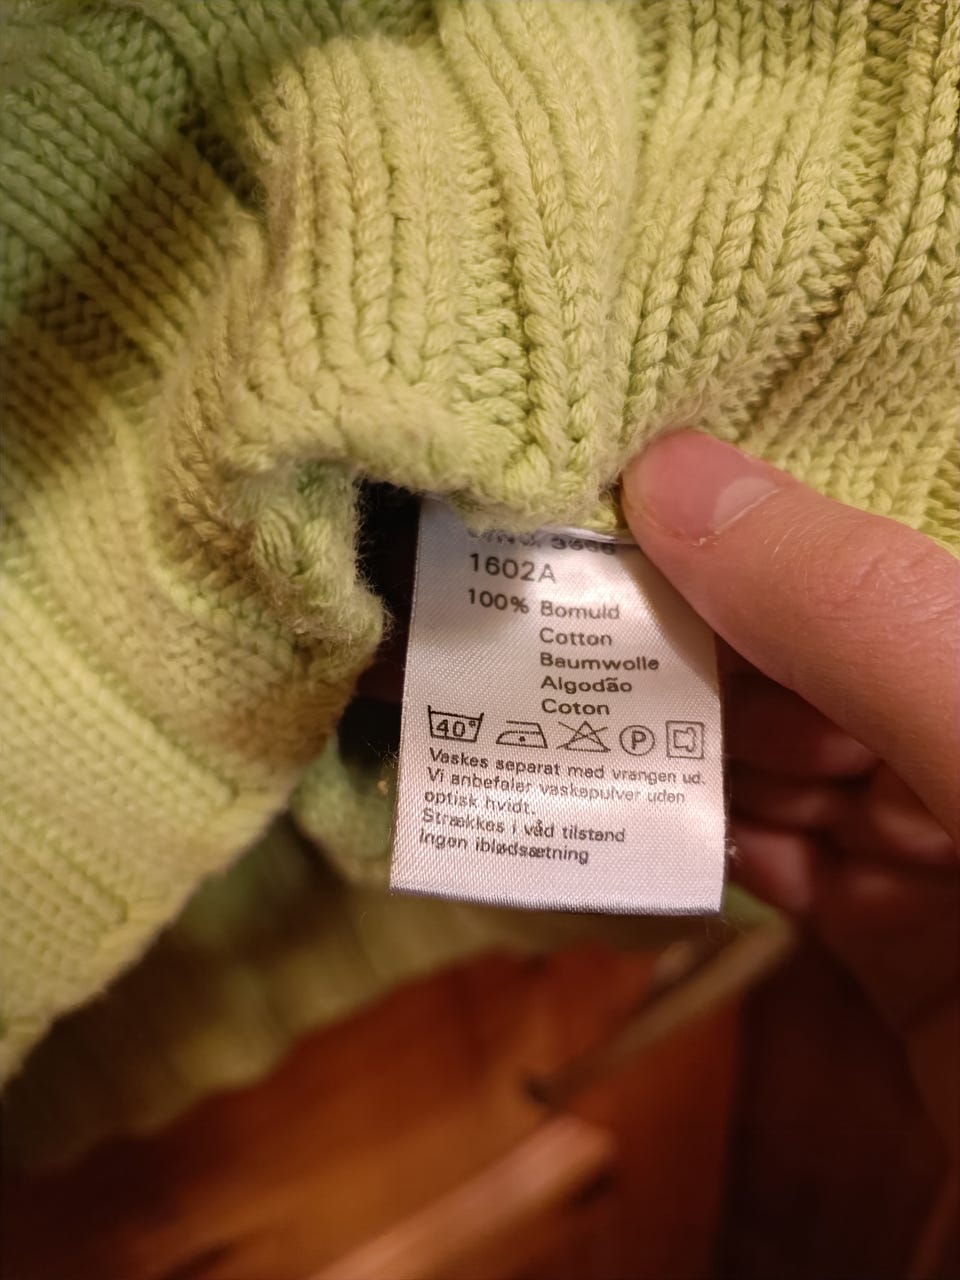 1602A
100% Bomuld
Cotton
Baumwolle
Algodão
Coton
40° P
Vaskes separat med vrangen ud.
Vi anbefaler vaskepulver uden
optisk hvidt.
Strækkes i våd tilstand
Ingen iblødsætning